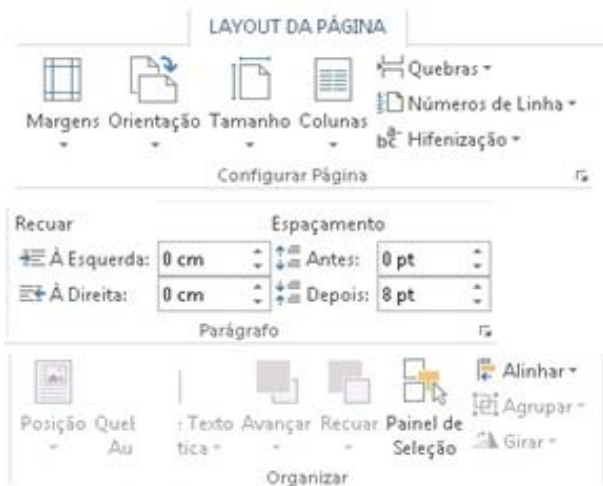 LAYOUT DA PÁGINA
Quebras
Margens Orientação Tamanho Colunas Números de Linha
Hifenização
Configurar Página
Recuar Espaçamento
À Esquerda: 0 cm Antes: 0 pt
À Direita: 0 cm Depois: 8 pt
Parágrafo
Alinhar
Posição Texto Avançar Recuar Painel de Agrupar
Au tica Seleção Girar
Organizar